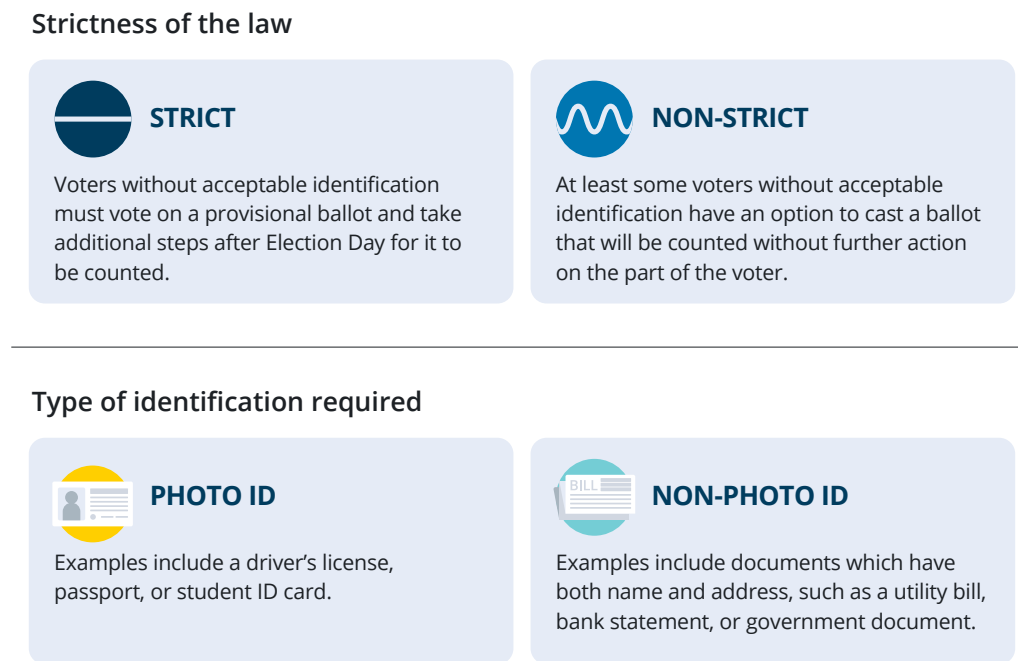 Strictness of the law
STRICT
Voters without acceptable identification
must vote on a provisional ballot and take
additional steps after Election Day for it to
be counted.
NON-STRICT
At least some voters without acceptable
identification have an option to cast a ballot
that will be counted without further action
on the part of the voter.
Type of identification required
PHOTO ID
Examples include a driver’s license,
passport, or student ID card.
BILL
NON-PHOTO ID
Examples include documents which have
both name and address, such as a utility bill,
bank statement, or government document.